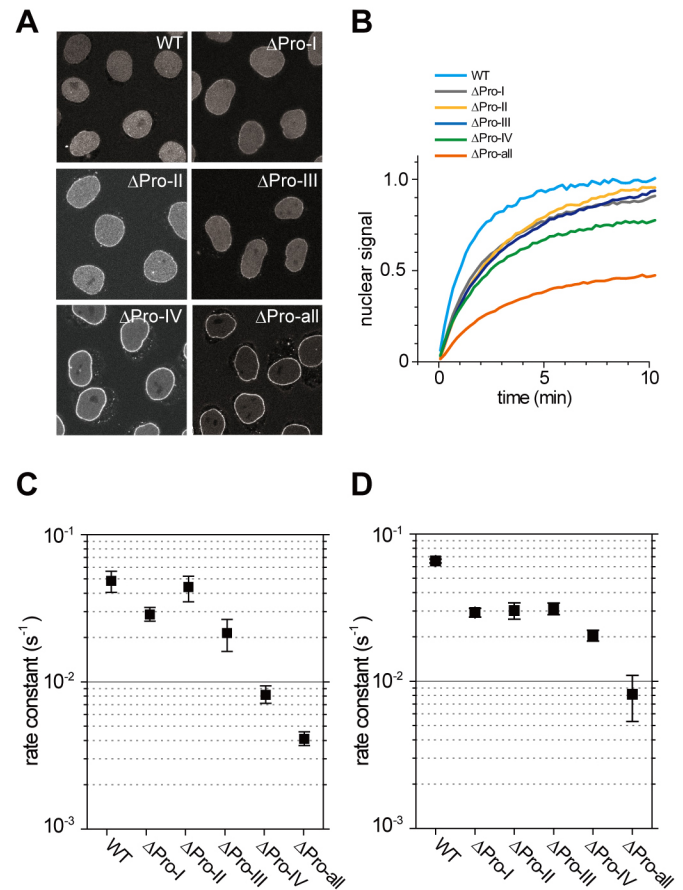 A
WT
ΔPro-I
ΔPro-II
ΔPro-III
ΔPro-IV
ΔPro-all
B
WT
ΔPro-I
ΔPro-II
ΔPro-III
ΔPro-IV
ΔPro-all
nuclear signal
1.0
0.5
0
0
5
10
time (min)
C
rate constant (s⁻¹)
10⁻¹
10⁻²
10⁻³
WT
ΔPro-I
ΔPro-II
ΔPro-III
ΔPro-IV
ΔPro-all
D
rate constant (s⁻¹)
10⁻¹
10⁻²
10⁻³
WT
ΔPro-I
ΔPro-II
ΔPro-III
ΔPro-IV
ΔPro-all